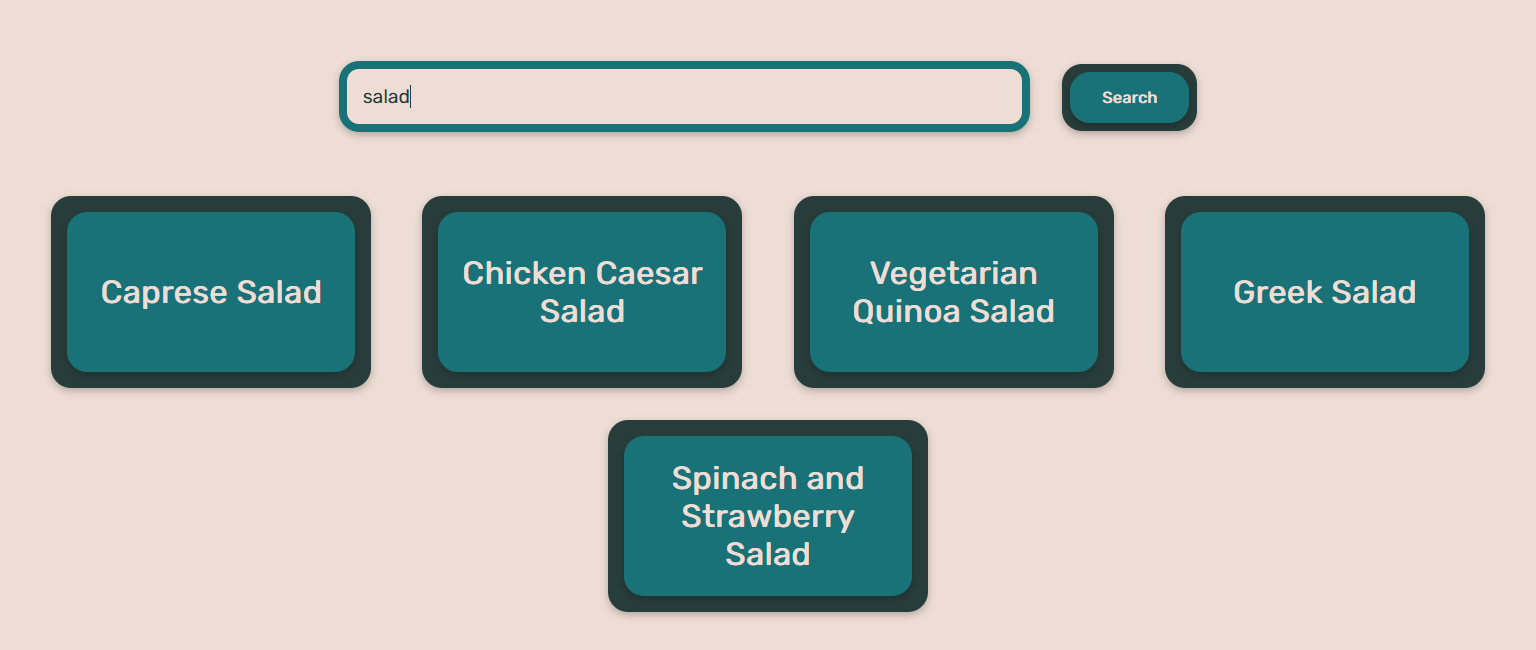 salad
Search
Caprese Salad
Chicken Caesar
Salad
Vegetarian
Quinoa Salad
Greek Salad
Spinach and
Strawberry
Salad